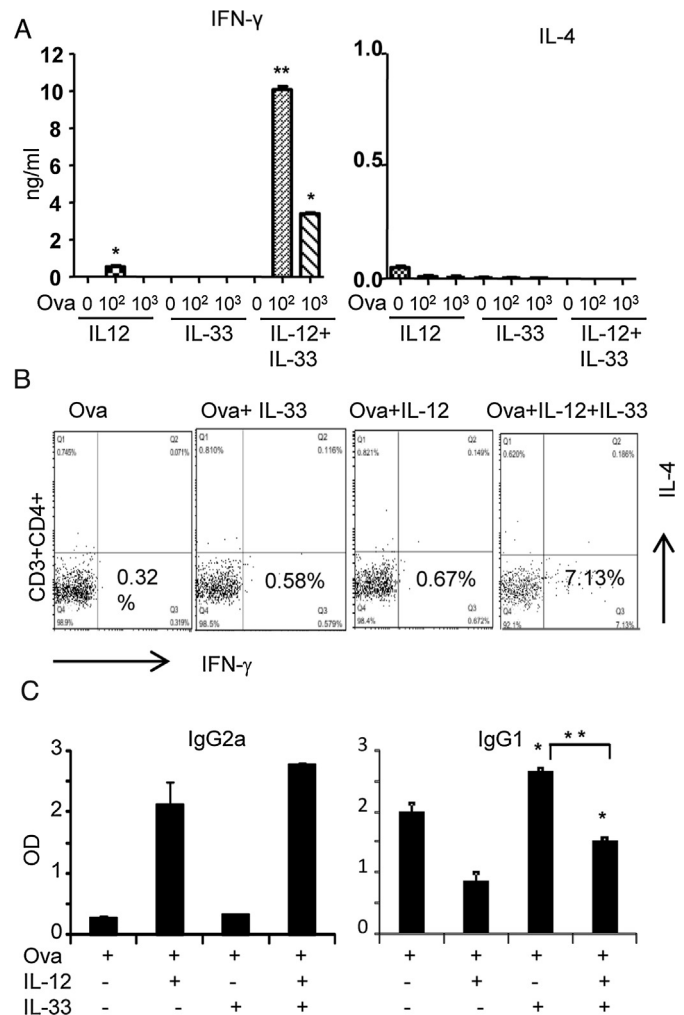 A
IFN-γ
IL-4
12
10
8
6
4
2
0
ng/ml
1.0
0.5
0.0
Ova 0 10² 10³ 0 10² 10³ 0 10² 10³
IL12 IL-33 IL-12+
IL-33
0 10² 10³ 0 10² 10³ 0 10² 10³
IL12 IL-33 IL-12+
IL-33
*
**
*
B
Ova Ova+ IL-33 Ova+IL-12 Ova+IL-12+IL-33
CD3+CD4+
Q1 Q2
0.745% 0.071%
0.32
%
Q4 Q3
98.9% 0.319%
Q1 Q2
0.810% 0.116%
0.58%
Q4 Q3
98.5% 0.579%
Q1 Q2
0.821% 0.149%
0.67%
Q4 Q3
98.4% 0.672%
Q1 Q2
0.620% 0.186%
7.13%
Q4 Q3
92.1% 7.13%
IL-4
IFN-γ
C
IgG2a
IgG1
OD
3
2
1
0
3
2
1
0
* **
*
Ova + + + + + + + +
IL-12 - + - + - + - +
IL-33 - - + + - - + +